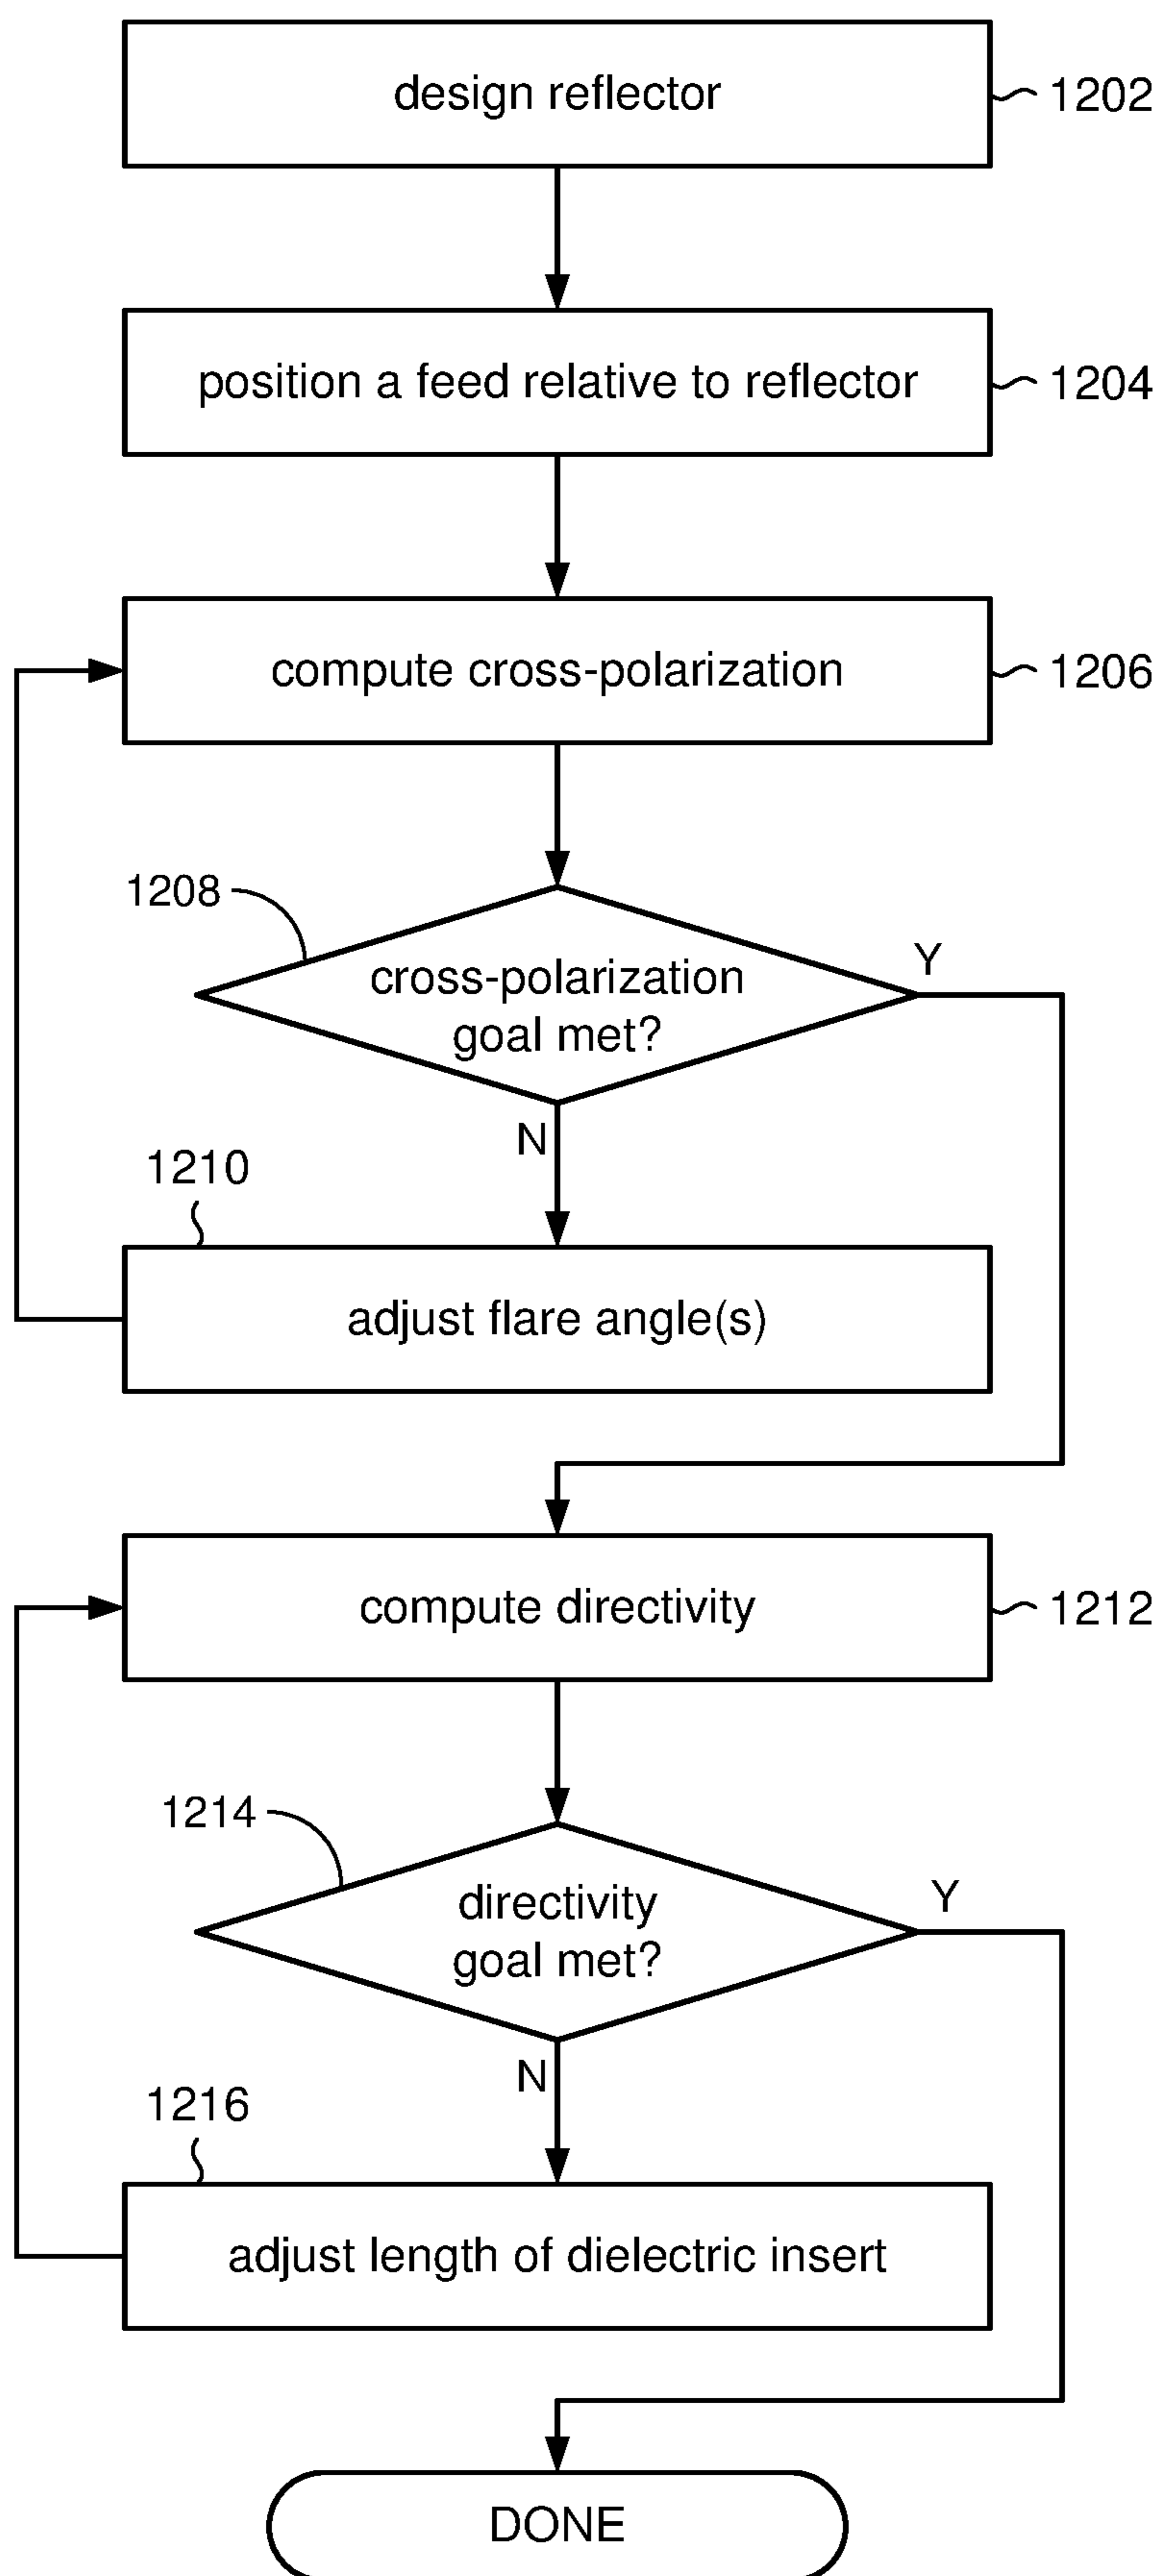 design reflector
1202
position a feed relative to reflector
1204
compute cross-polarization
1206
1208
cross-polarization
goal met?
Y
N
1210
adjust flare angle(s)
compute directivity
1212
1214
directivity
goal met?
Y
N
1216
adjust length of dielectric insert
DONE